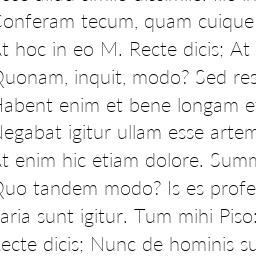 Conferam tecum, quam cuique
At hoc in eo M. Recte dicis; At
Quonam, inquit, modo? Sed res
Habent enim et bene longam et
Negabat igitur ullam esse artem
At enim hic etiam dolore. Summ
Quo tandem modo? Is es profe
aria sunt igitur. Tum mihi Piso:
Recte dicis; Nunc de hominis su